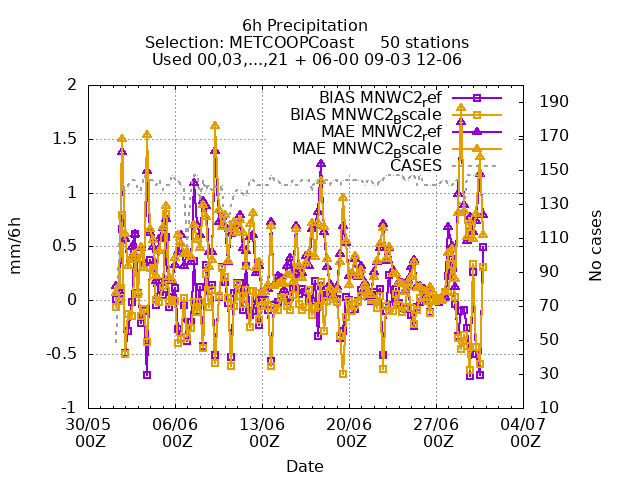 6h Precipitation
Selection: METCOOPCoast 50 stations
Used 00,03,...,21 + 06-00 09-03 12-06
BIAS MNWC2_ref
BIAS MNWC2_Bscale
MAE MNWC2_ref
MAE MNWC2_Bscale
CASES
2
1.5
1
0.5
0
-0.5
-1
mm/6h
190
170
150
130
110
90
70
50
30
10
No cases
30/05 06/06 13/06 20/06 27/06 04/07
00Z 00Z 00Z 00Z 00Z 00Z
Date